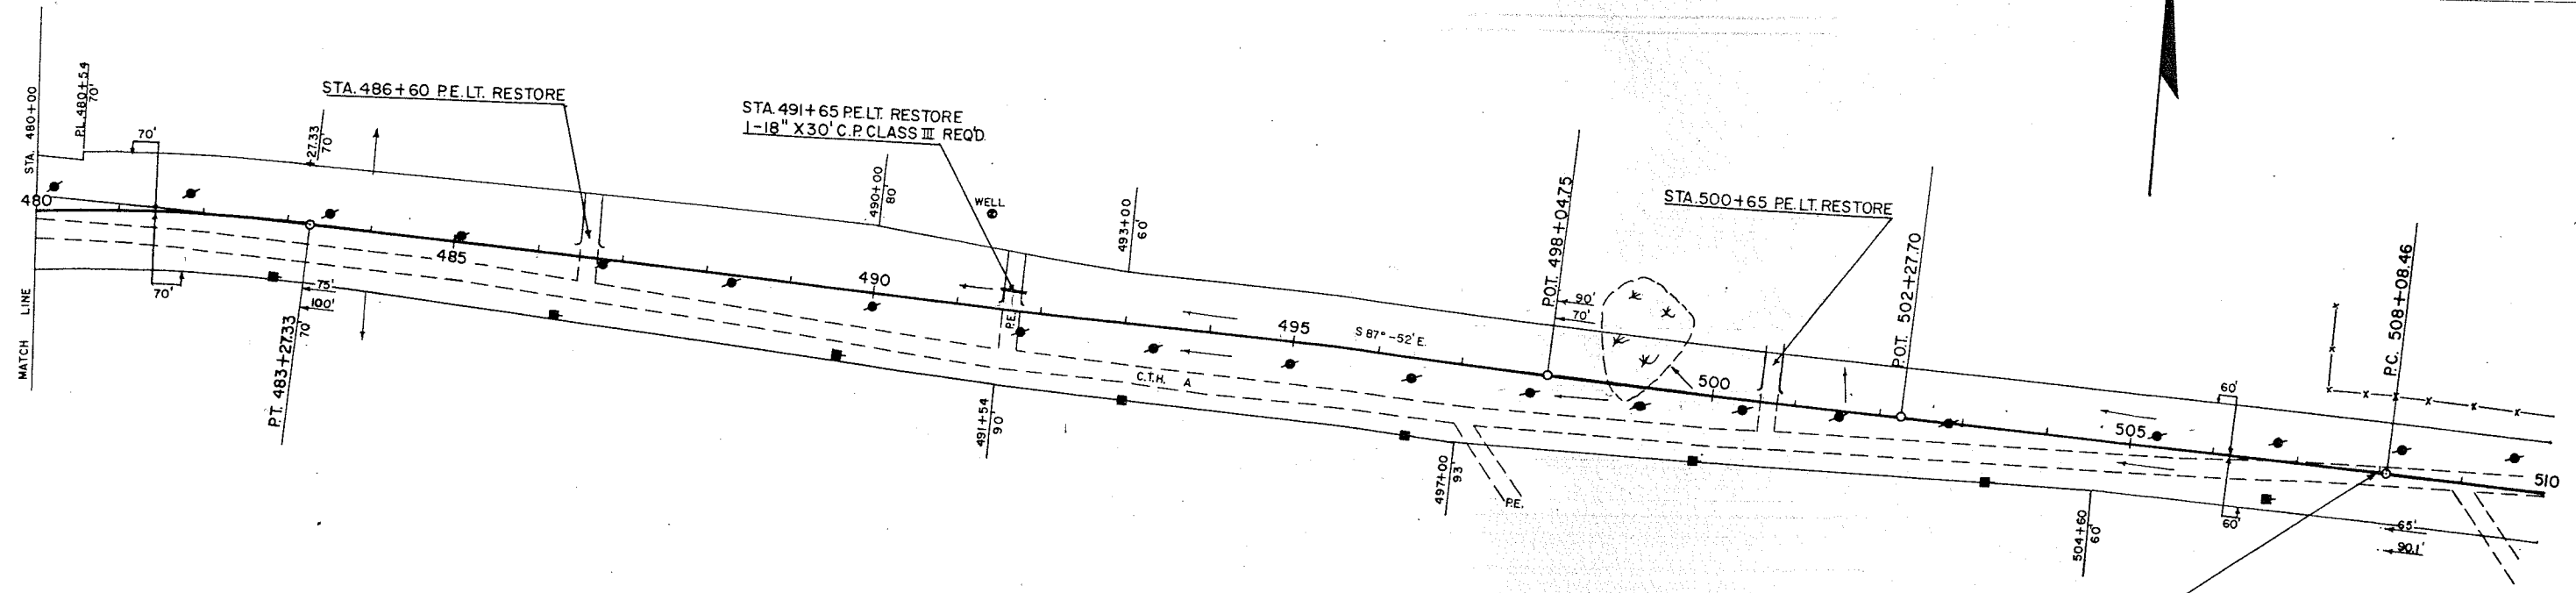 STA. 480+00
MATCH LINE
480
P.L. 480+54
70'
70'
70'
+27.33
70'
P.T. 483+27.33
70'
75'
100'
STA. 486+60 P.E. LT. RESTORE
485
STA. 491+65 P.E. LT. RESTORE
1-18" X 30' C.P. CLASS III REQ'D.
490+00
80'
WELL
490
P.E.
491+54
90'
493+00
60'
C.T.H. A
495
S 87°-52' E.
497+00
93'
P.E.
P.O.T. 498+04.75
90'
70'
STA. 500+65 P.E. LT. RESTORE
500
P.O.T. 502+27.70
505
504+60
60'
60'
60'
P.C. 508+08.46
65'
90.1'
510